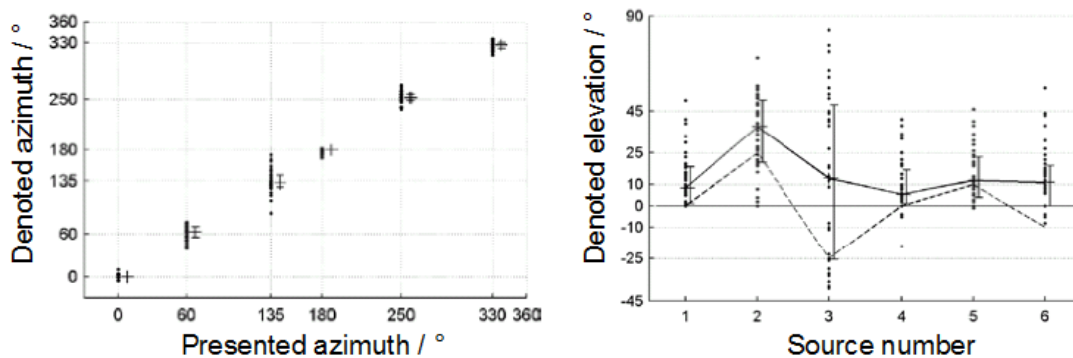 Denoted azimuth / °
360
330
250
180
135
60
0
0 60 135 180 250 330 360
Presented azimuth / °
Denoted elevation / °
90
45
25
10
0
-10
-25
-45
1 2 3 4 5 6
Source number